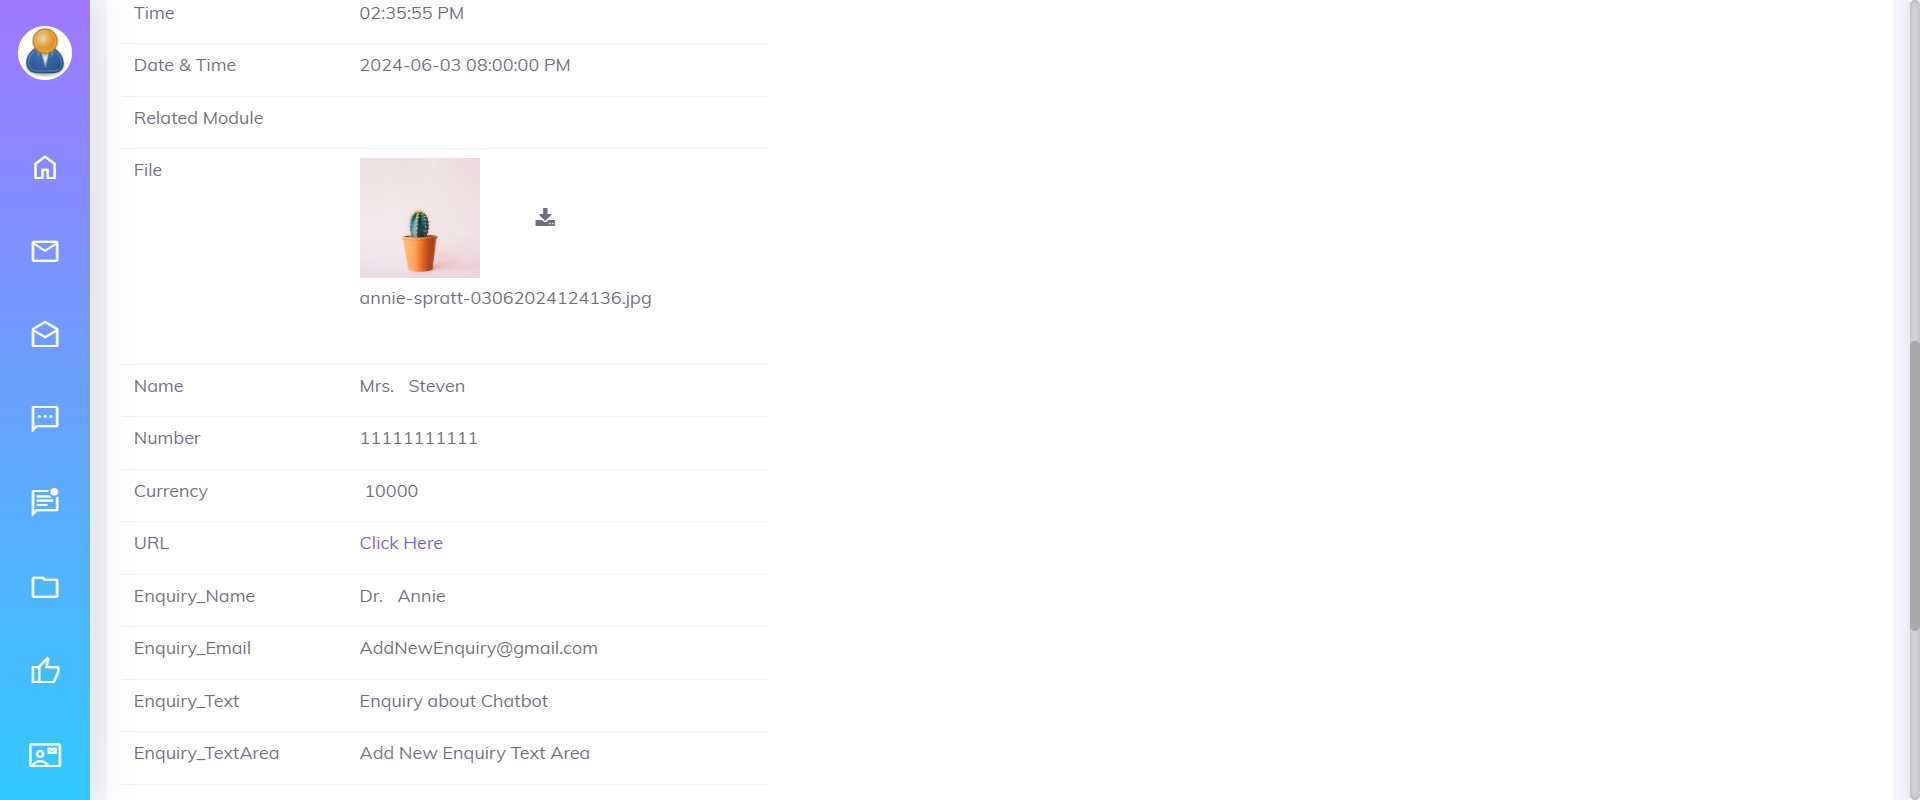 Time 02:35:55 PM
Date & Time 2024-06-03 08:00:00 PM
Related Module
File
annie-spratt-03062024124136.jpg
Name Mrs. Steven
Number 11111111111
Currency 10000
URL Click Here
Enquiry_Name Dr. Annie
Enquiry_Email AddNewEnquiry@gmail.com
Enquiry_Text Enquiry about Chatbot
Enquiry_TextArea Add New Enquiry Text Area